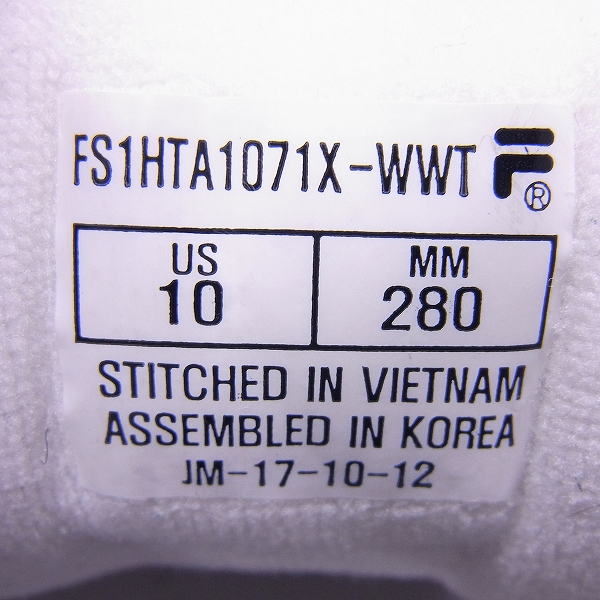 FS1HTA1071X-WWT F®
US MM
10 280
STITCHED IN VIETNAM
ASSEMBLED IN KOREA
JM-17-10-12